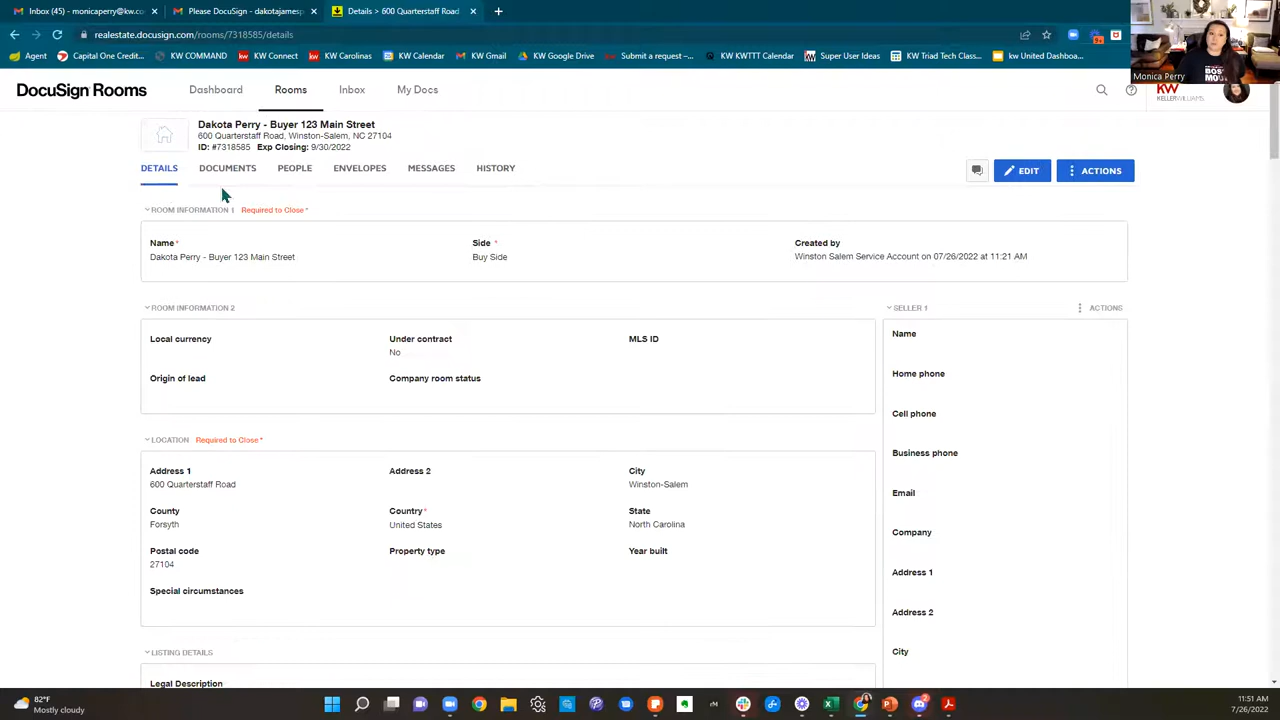 Inbox (45) - monicaperry@kw.co
Please DocuSign - dakotajamesp
Details > 600 Quarterstaff Road
realestate.docusign.com/rooms/7318585/details
Agent
Capital One Credit...
KW COMMAND
KW Connect
KW Carolinas
KW Calendar
KW Gmail
KW Google Drive
Submit a request –...
KW KWTTT Calendar
Super User Ideas
KW Triad Tech Class...
kw United Dashboa...
Monica Perry
DocuSign Rooms
Dashboard
Rooms
Inbox
My Docs
KW
KELLERWILLIAMS
Dakota Perry - Buyer 123 Main Street
600 Quarterstaff Road, Winston-Salem, NC 27104
ID: #7318585 Exp Closing: 9/30/2022
DETAILS
DOCUMENTS
PEOPLE
ENVELOPES
MESSAGES
HISTORY
EDIT
ACTIONS
ROOM INFORMATION 1 Required to Close *
Name*
Side *
Created by
Dakota Perry - Buyer 123 Main Street
Buy Side
Winston Salem Service Account on 07/26/2022 at 11:21 AM
ROOM INFORMATION 2
Local currency
Under contract
MLS ID
No
Origin of lead
Company room status
LOCATION Required to Close *
Address 1
Address 2
City
600 Quarterstaff Road
Winston-Salem
County
Country*
State
Forsyth
United States
North Carolina
Postal code
Property type
Year built
27104
Special circumstances
LISTING DETAILS
Legal Description
SELLER 1
ACTIONS
Name
Home phone
Cell phone
Business phone
Email
Company
Address 1
Address 2
City
82°F
Mostly cloudy
11:51 AM
7/26/2022